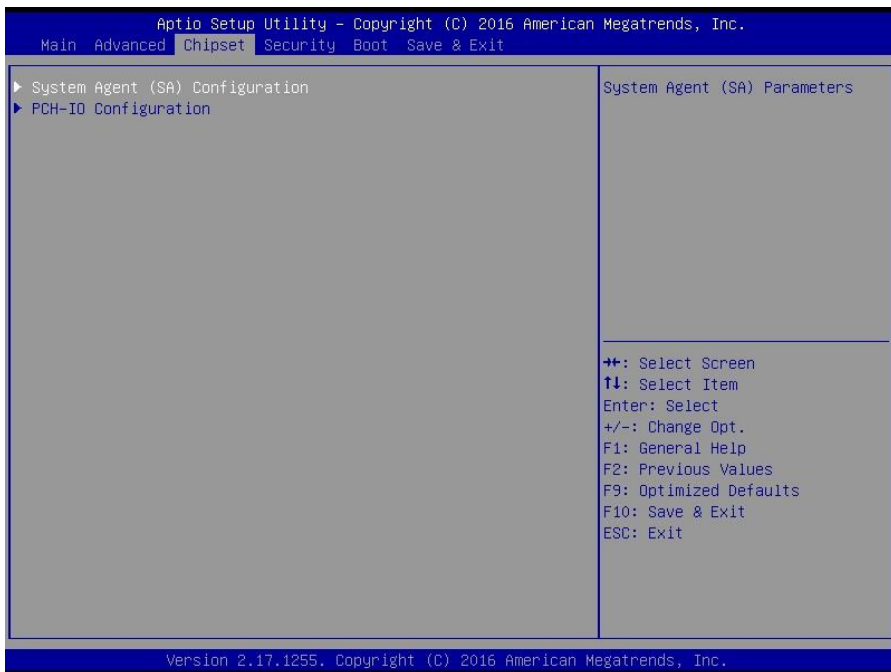 Aptio Setup Utility – Copyright (C) 2016 American Megatrends, Inc.
Main Advanced Chipset Security Boot Save & Exit
▶ System Agent (SA) Configuration
▶ PCH-IO Configuration
System Agent (SA) Parameters
→←: Select Screen
↑↓: Select Item
Enter: Select
+/-: Change Opt.
F1: General Help
F2: Previous Values
F9: Optimized Defaults
F10: Save & Exit
ESC: Exit
Version 2.17.1255. Copyright (C) 2016 American Megatrends, Inc.